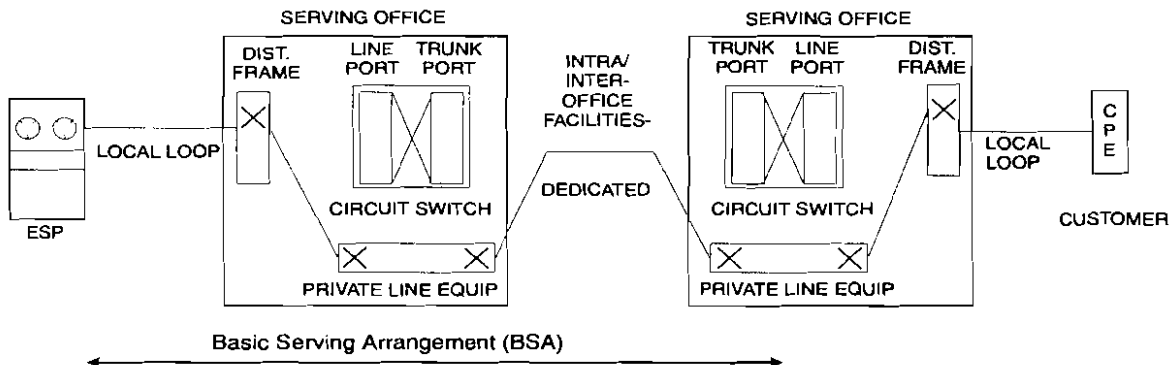 SERVING OFFICE
DIST.
FRAME
LINE
PORT
TRUNK
PORT
ESP
LOCAL LOOP
CIRCUIT SWITCH
PRIVATE LINE EQUIP
INTRA/
INTER-
OFFICE
FACILITIES-
DEDICATED
SERVING OFFICE
TRUNK
PORT
LINE
PORT
DIST.
FRAME
CIRCUIT SWITCH
PRIVATE LINE EQUIP
LOCAL
LOOP
C
P
E
CUSTOMER
Basic Serving Arrangement (BSA)